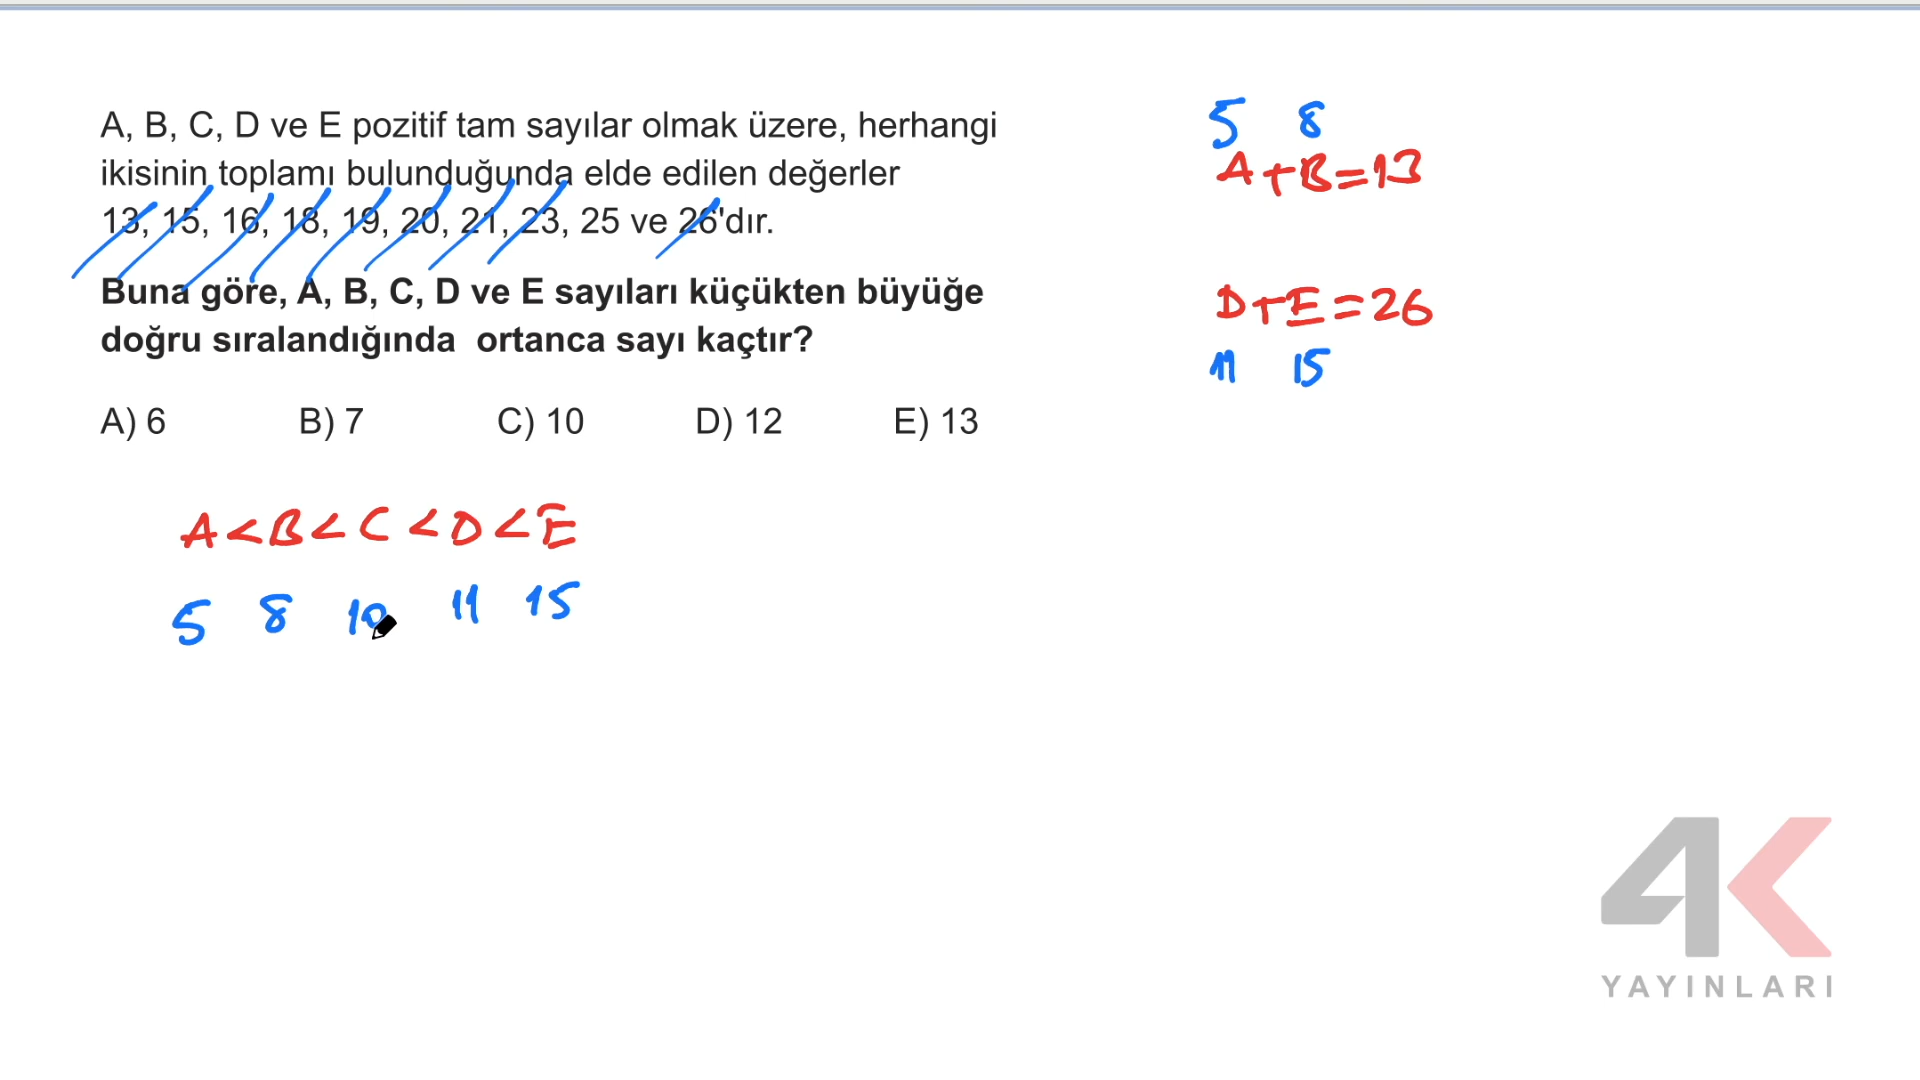 A, B, C, D ve E pozitif tam sayılar olmak üzere, herhangi
ikisinin toplamı bulunduğunda elde edilen değerler
13, 15, 16, 18, 19, 20, 21, 23, 25 ve 26'dır.
Buna göre, A, B, C, D ve E sayıları küçükten büyüğe
doğru sıralandığında ortanca sayı kaçtır?
A) 6 B) 7 C) 10 D) 12 E) 13
A < B < C < D < E
5 8 10 11 15
5 8
A+B=13
D+E=26
11 15
4K
YAYINLARI